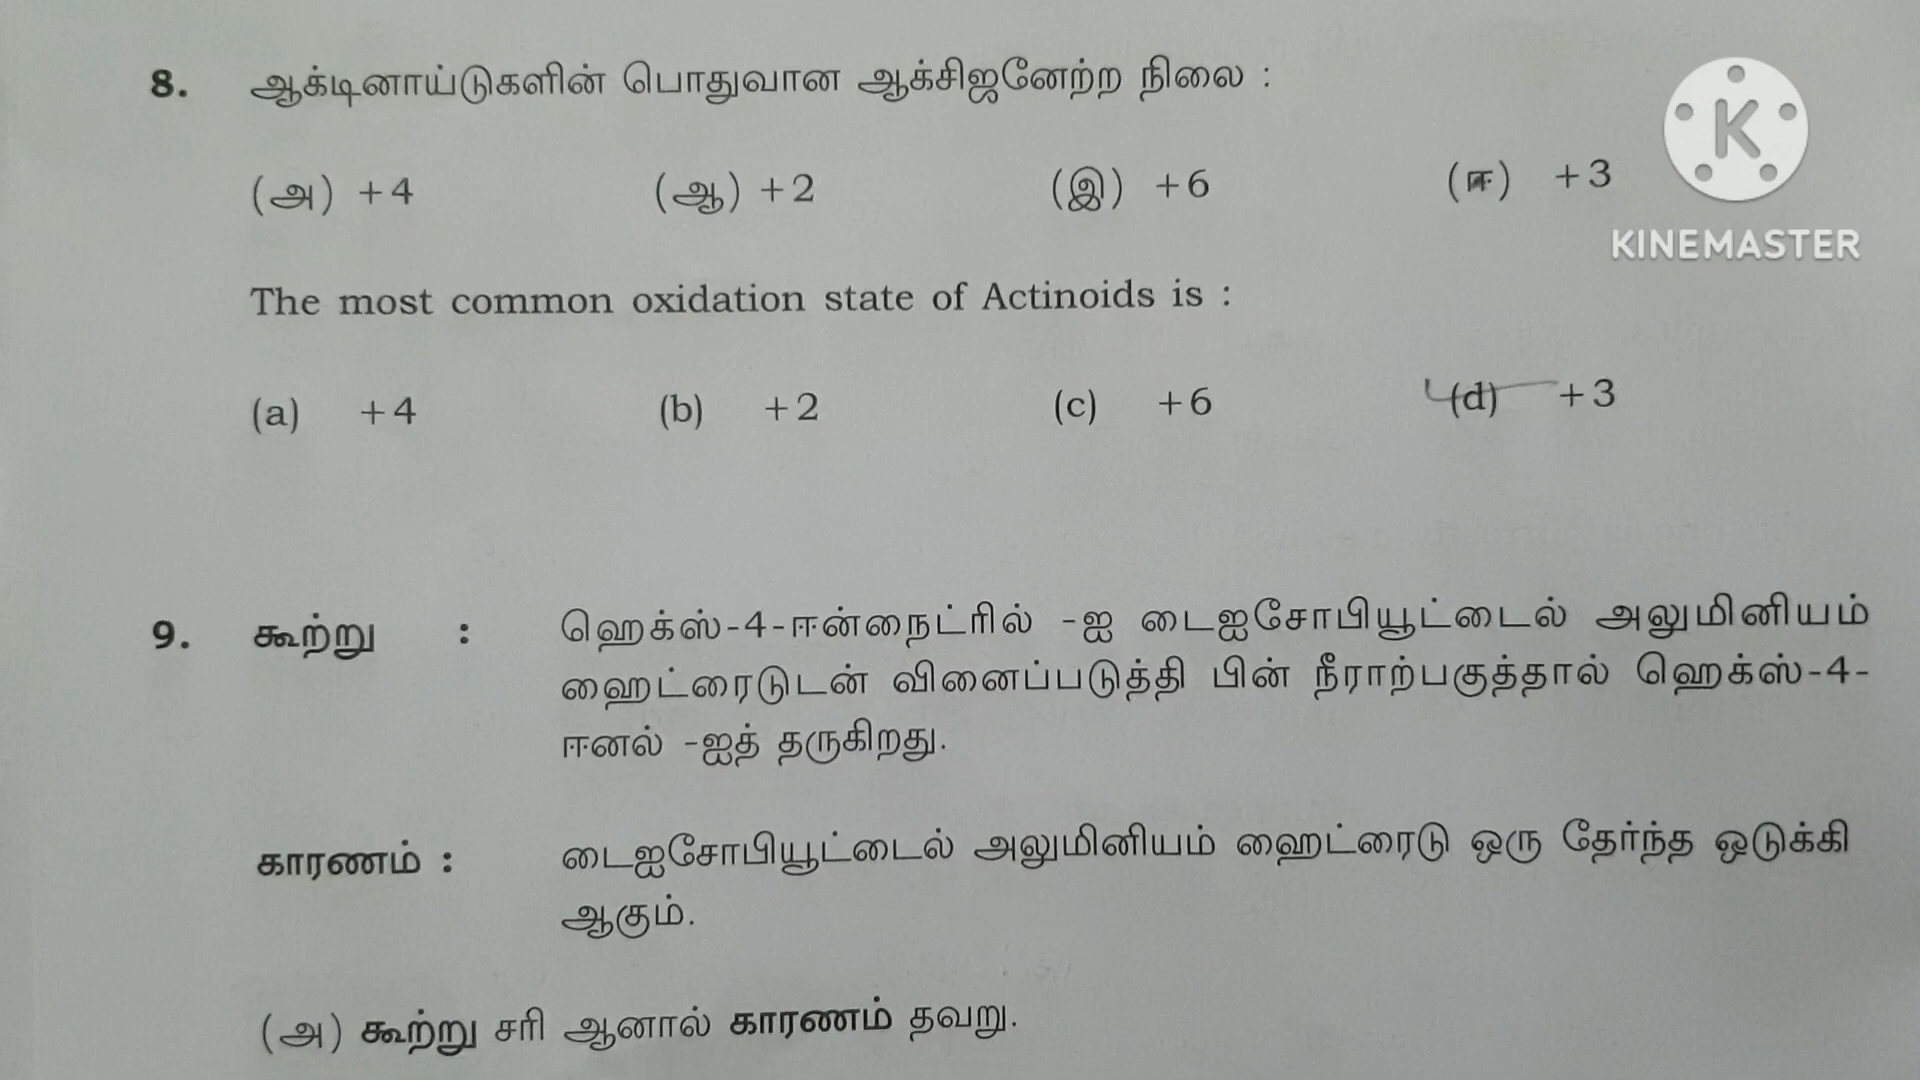 8. ஆக்டினாய்டுகளின் பொதுவான ஆக்சிஜனேற்ற நிலை :
(அ) +4 (ஆ) +2 (இ) +6 (ஈ) +3
K
KINEMASTER
The most common oxidation state of Actinoids is :
(a) +4 (b) +2 (c) +6 (d) +3
9. கூற்று : ஹெக்ஸ்-4-ஈன்நைட்ரில் -ஐ டைஐசோபியூட்டைல் அலுமினியம்
ஹைட்ரைடுடன் வினைப்படுத்தி பின் நீராற்பகுத்தால் ஹெக்ஸ்-4-
ஈனல் -ஐத் தருகிறது.
காரணம் : டைஐசோபியூட்டைல் அலுமினியம் ஹைட்ரைடு ஒரு தேர்ந்த ஒடுக்கி
ஆகும்.
(அ) கூற்று சரி ஆனால் காரணம் தவறு.